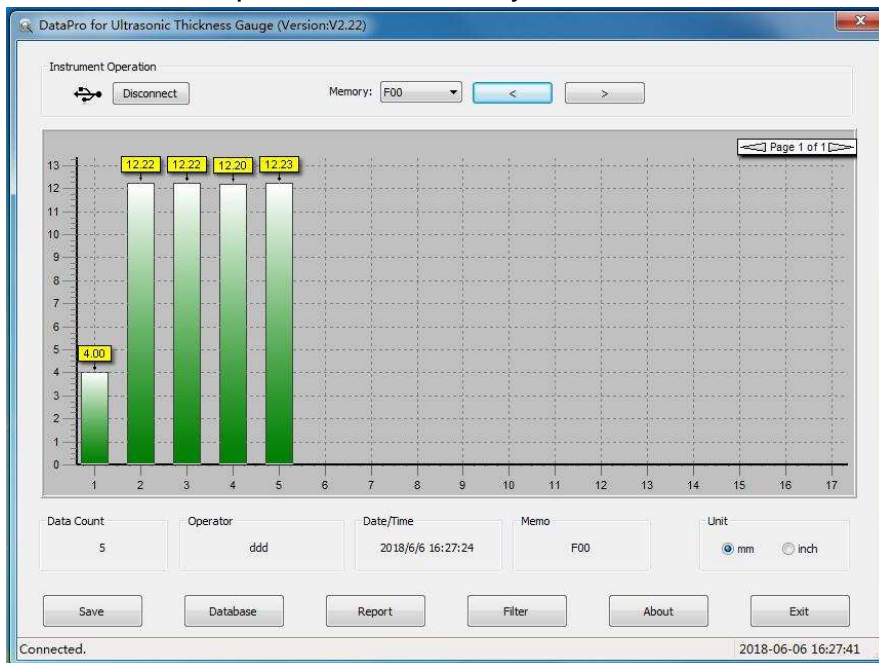 DataPro for Ultrasonic Thickness Gauge (Version:V2.22)
Instrument Operation
Disconnect
Memory: F00
<
>
Page 1 of 1
13
12
11
10
9
8
7
6
5
4
3
2
1
0
4.00
12.22
12.22
12.20
12.23
1 2 3 4 5 6 7 8 9 10 11 12 13 14 15 16 17
Data Count
5
Operator
ddd
Date/Time
2018/6/6 16:27:24
Memo
F00
Unit
mm inch
Save Database Report Filter About Exit
Connected. 2018-06-06 16:27:41